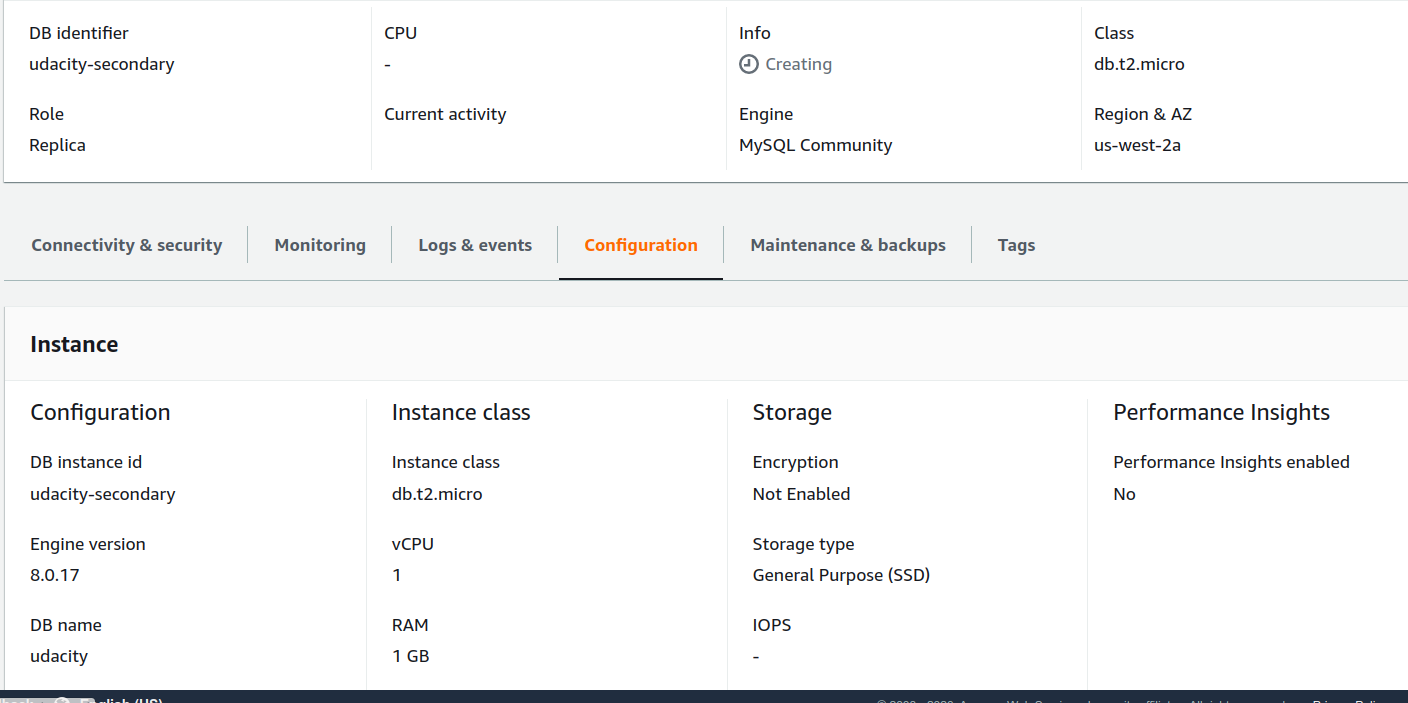 DB identifier
udacity-secondary
Role
Replica
CPU
-
Current activity
Info
Creating
Engine
MySQL Community
Class
db.t2.micro
Region & AZ
us-west-2a
Connectivity & security
Monitoring
Logs & events
Configuration
Maintenance & backups
Tags
Instance
Configuration
DB instance id
udacity-secondary
Engine version
8.0.17
DB name
udacity
Instance class
Instance class
db.t2.micro
vCPU
1
RAM
1 GB
Storage
Encryption
Not Enabled
Storage type
General Purpose (SSD)
IOPS
-
Performance Insights
Performance Insights enabled
No
English (US)